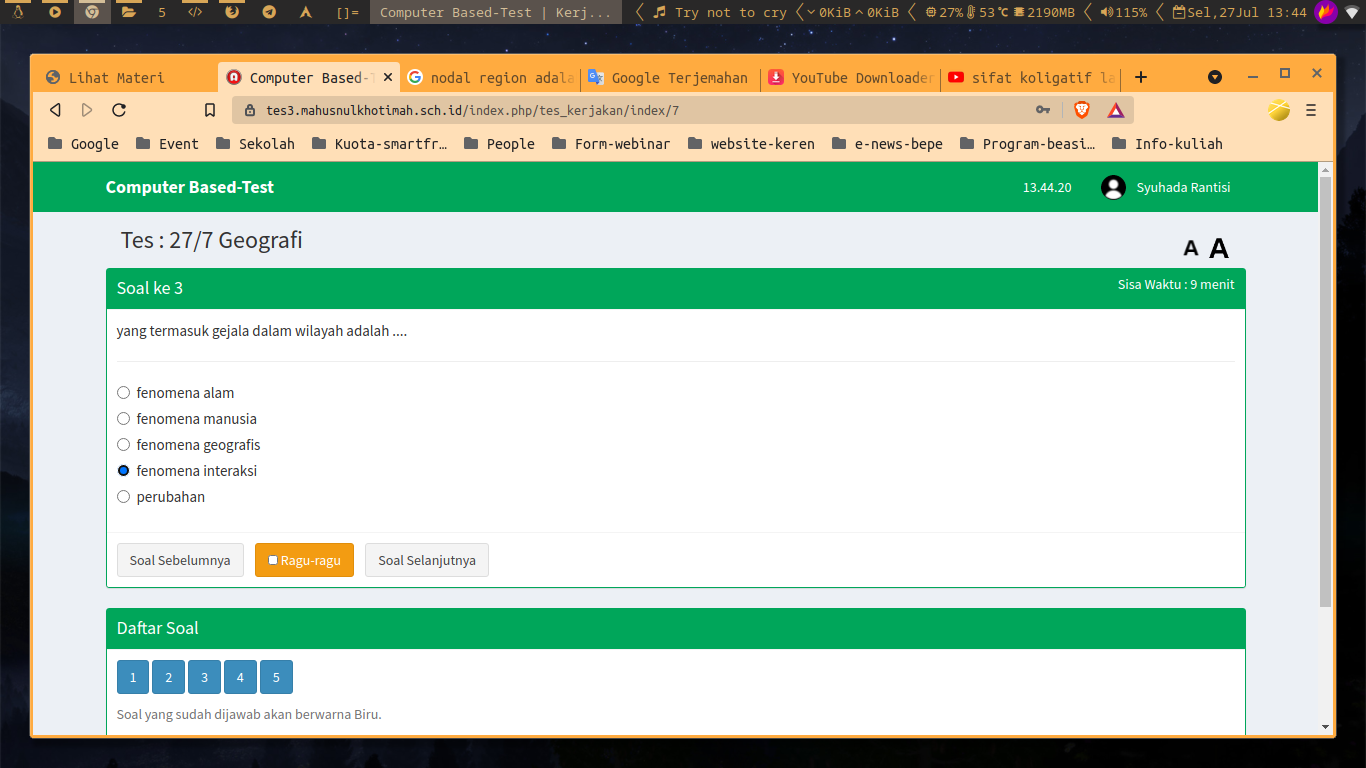 5 </> []= Computer Based-Test | Kerj... Try not to cry 0KiB 0KiB 27% 53℃ 2190MB 115% Sel,27Jul 13:44
Lihat Materi Computer Based-T nodal region adala Google Terjemahan YouTube Downloader sifat koligatif la
tes3.mahusnulkhotimah.sch.id/index.php/tes_kerjakan/index/7
Google Event Sekolah Kuota-smartfr... People Form-webinar website-keren e-news-bepe Program-beasi... Info-kuliah
Computer Based-Test 13.44.20 Syuhada Rantisi
Tes : 27/7 Geografi
A A
Soal ke 3 Sisa Waktu : 9 menit
yang termasuk gejala dalam wilayah adalah ....
fenomena alam
fenomena manusia
fenomena geografis
fenomena interaksi
perubahan
Soal Sebelumnya Ragu-ragu Soal Selanjutnya
Daftar Soal
1 2 3 4 5
Soal yang sudah dijawab akan berwarna Biru.